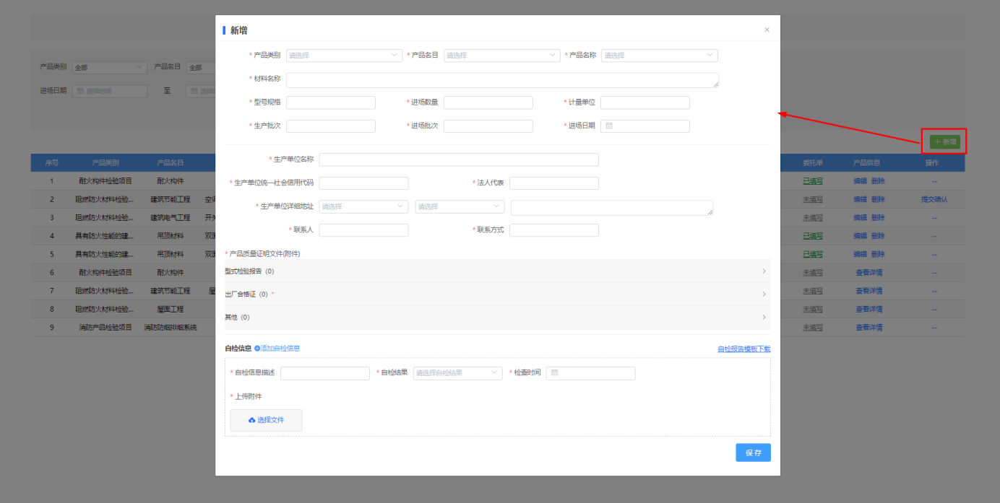 新增
×
* 产品类别 请选择 * 产品名目 请选择 * 产品名称 请选择
* 材料名称
* 型号规格 * 进场数量 * 计量单位
* 生产批次 * 进场批次 * 进场日期
* 生产单位名称
* 生产单位统一社会信用代码 * 法人代表
* 生产单位详细地址 请选择 请选择
* 联系人 * 联系方式
* 产品质量证明文件(附件)
型式检验报告（0）
出厂合格证（0） *
其他（0）
自检信息 添加自检信息 自检报告模板下载
* 自检信息描述 * 自检结果 请选择自检结果 * 检查时间
* 上传附件
选择文件
保存
产品类别 全部 产品名目 全部
进场日期 选择时间 至
+ 新增
序号 产品类别 产品名目 委托单 产品信息 操作
1 耐火构件检验项目 耐火构件 已填写 编辑 删除 --
2 阻燃防火材料检验... 建筑节能工程 未填写 编辑 删除 提交确认
3 阻燃防火材料检验... 建筑电气工程 未填写 编辑 删除 --
4 具有防火性能的建... 吊顶材料 已填写 编辑 删除 --
5 具有防火性能的建... 吊顶材料 已填写 编辑 删除 --
6 耐火构件检验项目 耐火构件 未填写 查看详情 --
7 阻燃防火材料检验... 建筑节能工程 未填写 查看详情 --
8 阻燃防火材料检验... 屋面工程 未填写 查看详情 --
9 消防产品检验项目 消防防烟排烟系统 未填写 查看详情 --